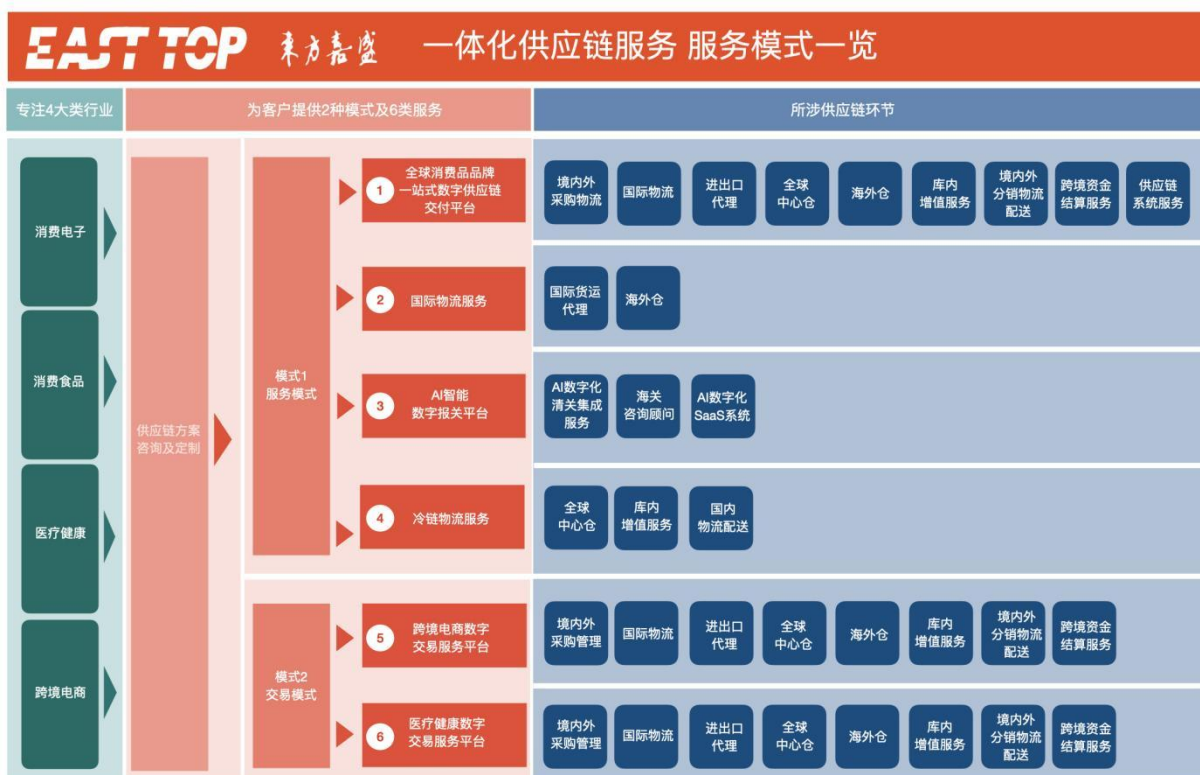 EAST TOP 東方嘉盛 一体化供应链服务 服务模式一览
专注4大类行业
为客户提供2种模式及6类服务
所涉供应链环节
消费电子
消费食品
医疗健康
跨境电商
供应链方案
咨询及定制
模式1
服务模式
1
全球消费品品牌
一站式数字供应链
交付平台
境内外
采购物流
国际物流
进出口
代理
全球
中心仓
海外仓
库内
增值服务
境内外
分销物流
配送
跨境资金
结算服务
供应链
系统服务
2
国际物流服务
国际货运
代理
海外仓
3
AI智能
数字报关平台
AI数字化
清关集成
服务
海关
咨询顾问
AI数字化
SaaS系统
4
冷链物流服务
全球
中心仓
库内
增值服务
国内
物流配送
模式2
交易模式
5
跨境电商数字
交易服务平台
境内外
采购管理
国际物流
进出口
代理
全球
中心仓
海外仓
库内
增值服务
境内外
分销物流
配送
跨境资金
结算服务
6
医疗健康数字
交易服务平台
境内外
采购管理
国际物流
进出口
代理
全球
中心仓
海外仓
库内
增值服务
境内外
分销物流
配送
跨境资金
结算服务